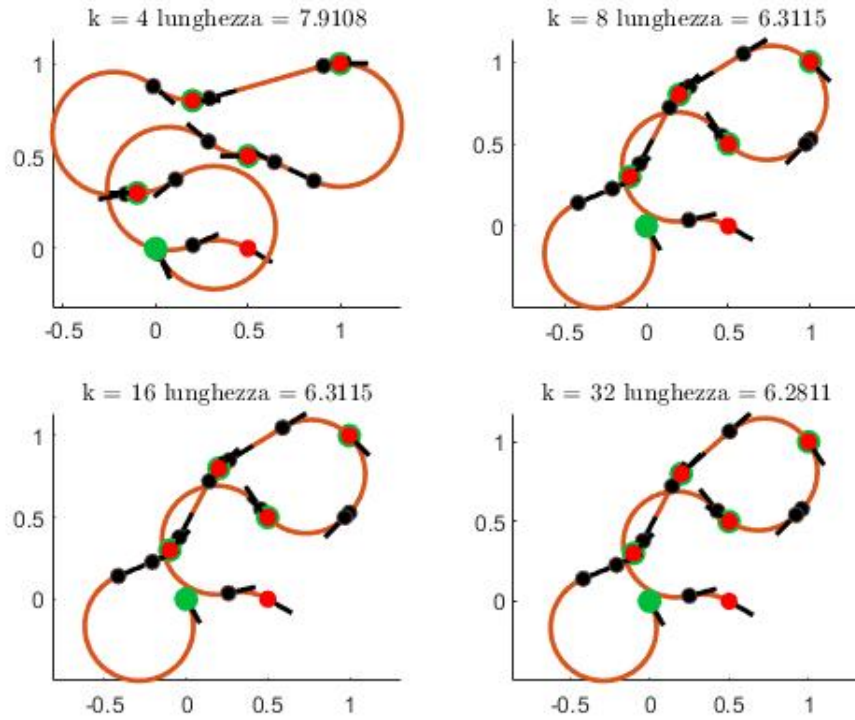 k = 4 lunghezza = 7.9108
1
0.5
0
-0.5 0 0.5 1
k = 8 lunghezza = 6.3115
1
0.5
0
-0.5 0 0.5 1
k = 16 lunghezza = 6.3115
1
0.5
0
-0.5 0 0.5 1
k = 32 lunghezza = 6.2811
1
0.5
0
-0.5 0 0.5 1